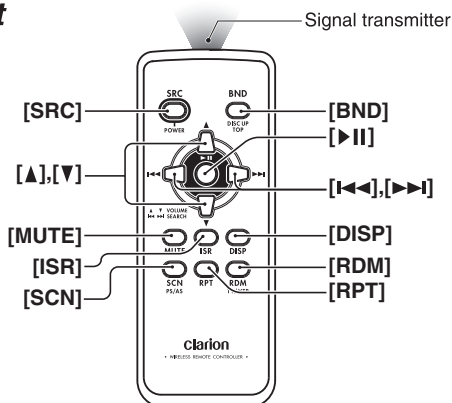 t
Signal transmitter
SRC
BND
[SRC]
[BND]
POWER
DISC UP
TOP
[▶II]
▲
▶II
[▲],[▼]
I◀◀
▶▶I
[I◀◀],[▶▶I]
▲ ▼ VOLUME
I◀◀ ▶▶I SEARCH
▼
[MUTE]
[DISP]
MUTE
ISR
DISP
[ISR]
[RDM]
[SCN]
SCN
RPT
RDM
[RPT]
PS/AS
clarion
• WIRELESS REMOTE CONTROLLER •